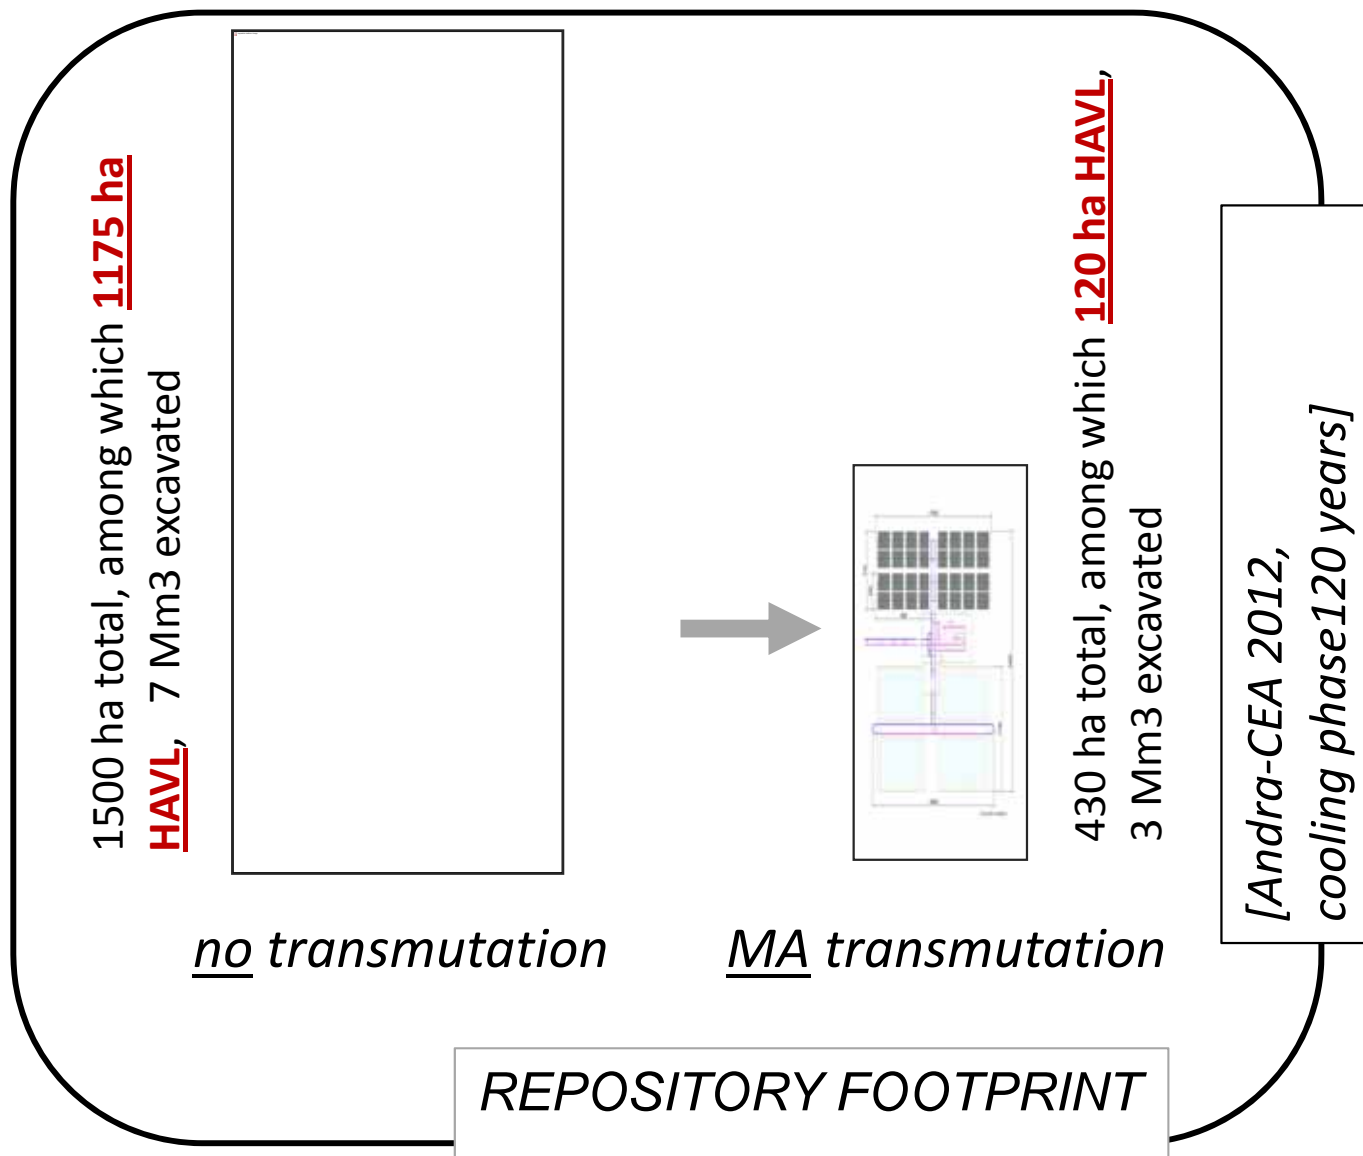 1500 ha total, among which 1175 ha
HAVL, 7 Mm3 excavated
430 ha total, among which 120 ha HAVL,
3 Mm3 excavated
[Andra-CEA 2012,
cooling phase120 years]
no transmutation
MA transmutation
REPOSITORY FOOTPRINT